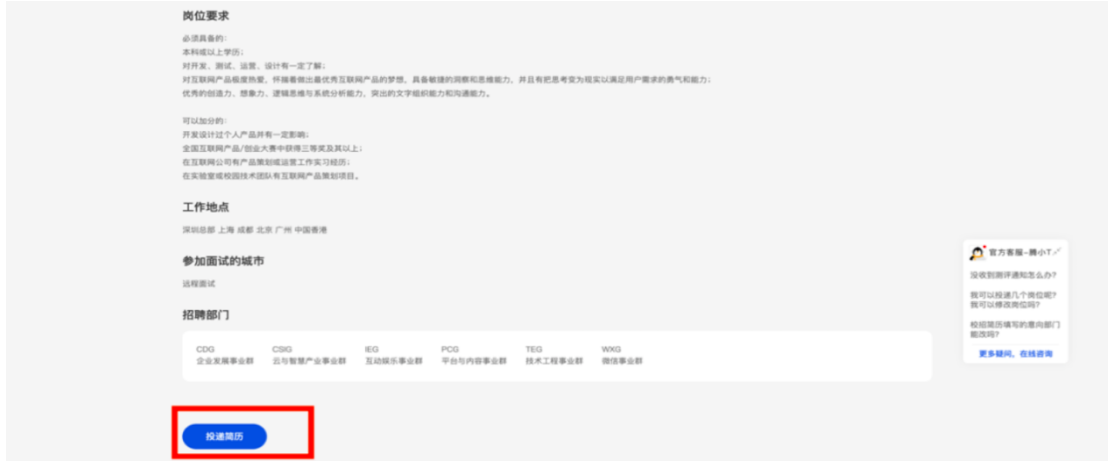 岗位要求
必须具备的：
本科或以上学历；
对开发、测试、运营、设计有一定了解；
对互联网产品极度热爱，怀揣着做出最优秀互联网产品的梦想，具备敏捷的洞察和思维能力，并且有把思考变为现实以满足用户需求的勇气和能力；
优秀的创造力、想象力、逻辑思维与系统分析能力，突出的文字组织能力和沟通能力。
可以加分的：
开发设计过个人产品并有一定影响；
全国互联网产品/创业大赛中获得三等奖及其以上；
在互联网公司有产品策划或运营工作实习经历；
在实验室或校园技术团队有互联网产品策划项目。
工作地点
深圳总部 上海 成都 北京 广州 中国香港
参加面试的城市
远程面试
招聘部门
CDG CSIG IEG PCG TEG WXG
企业发展事业群 云与智慧产业事业群 互动娱乐事业群 平台与内容事业群 技术工程事业群 微信事业群
投递简历
官方客服-腾小T
没收到测评通知怎么办?
我可以投递几个岗位呢?
我可以修改岗位吗?
校招简历填写的意向部门
能改吗?
更多疑问，在线咨询